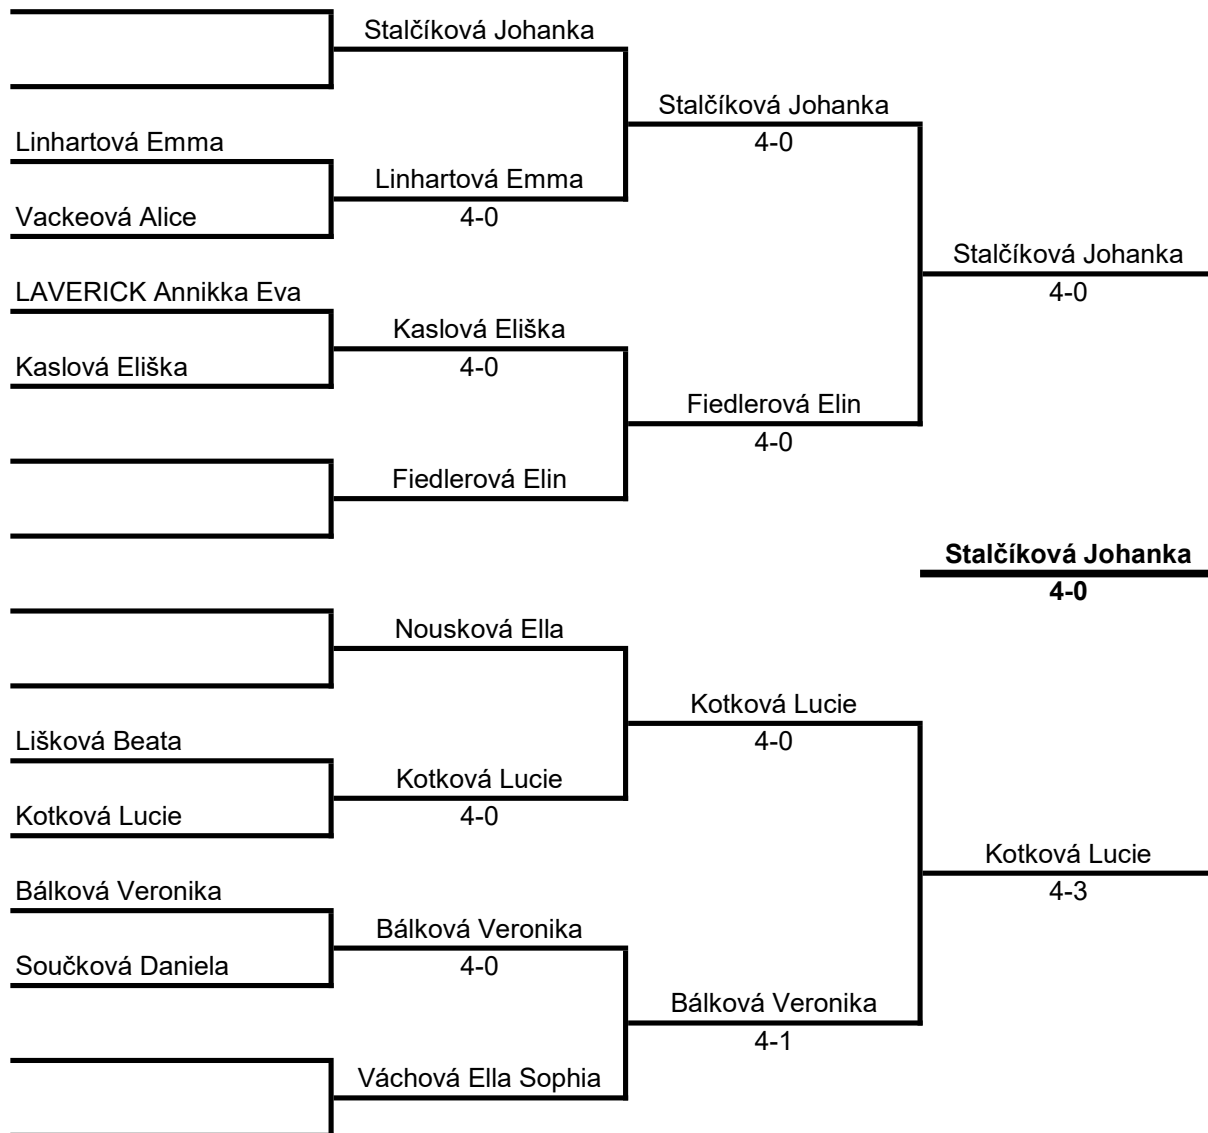 Stalčíková Johanka
Stalčíková Johanka
4-0
Linhartová Emma
Linhartová Emma
4-0
Vackeová Alice
Stalčíková Johanka
4-0
LAVERICK Annikka Eva
Kaslová Eliška
4-0
Kaslová Eliška
Fiedlerová Elin
4-0
Fiedlerová Elin
Stalčíková Johanka
4-0
Nousková Ella
Kotková Lucie
4-0
Lišková Beata
Kotková Lucie
4-0
Kotková Lucie
Kotková Lucie
4-3
Bálková Veronika
Bálková Veronika
4-0
Součková Daniela
Bálková Veronika
4-1
Váchová Ella Sophia